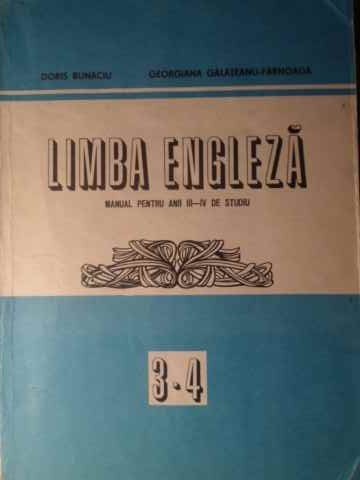 DORIS BUNACIU GEORGIANA GĂLĂȚEANU-FÂRNOAGĂ
LIMBA ENGLEZĂ
MANUAL PENTRU ANII III—IV DE STUDIU
3.4